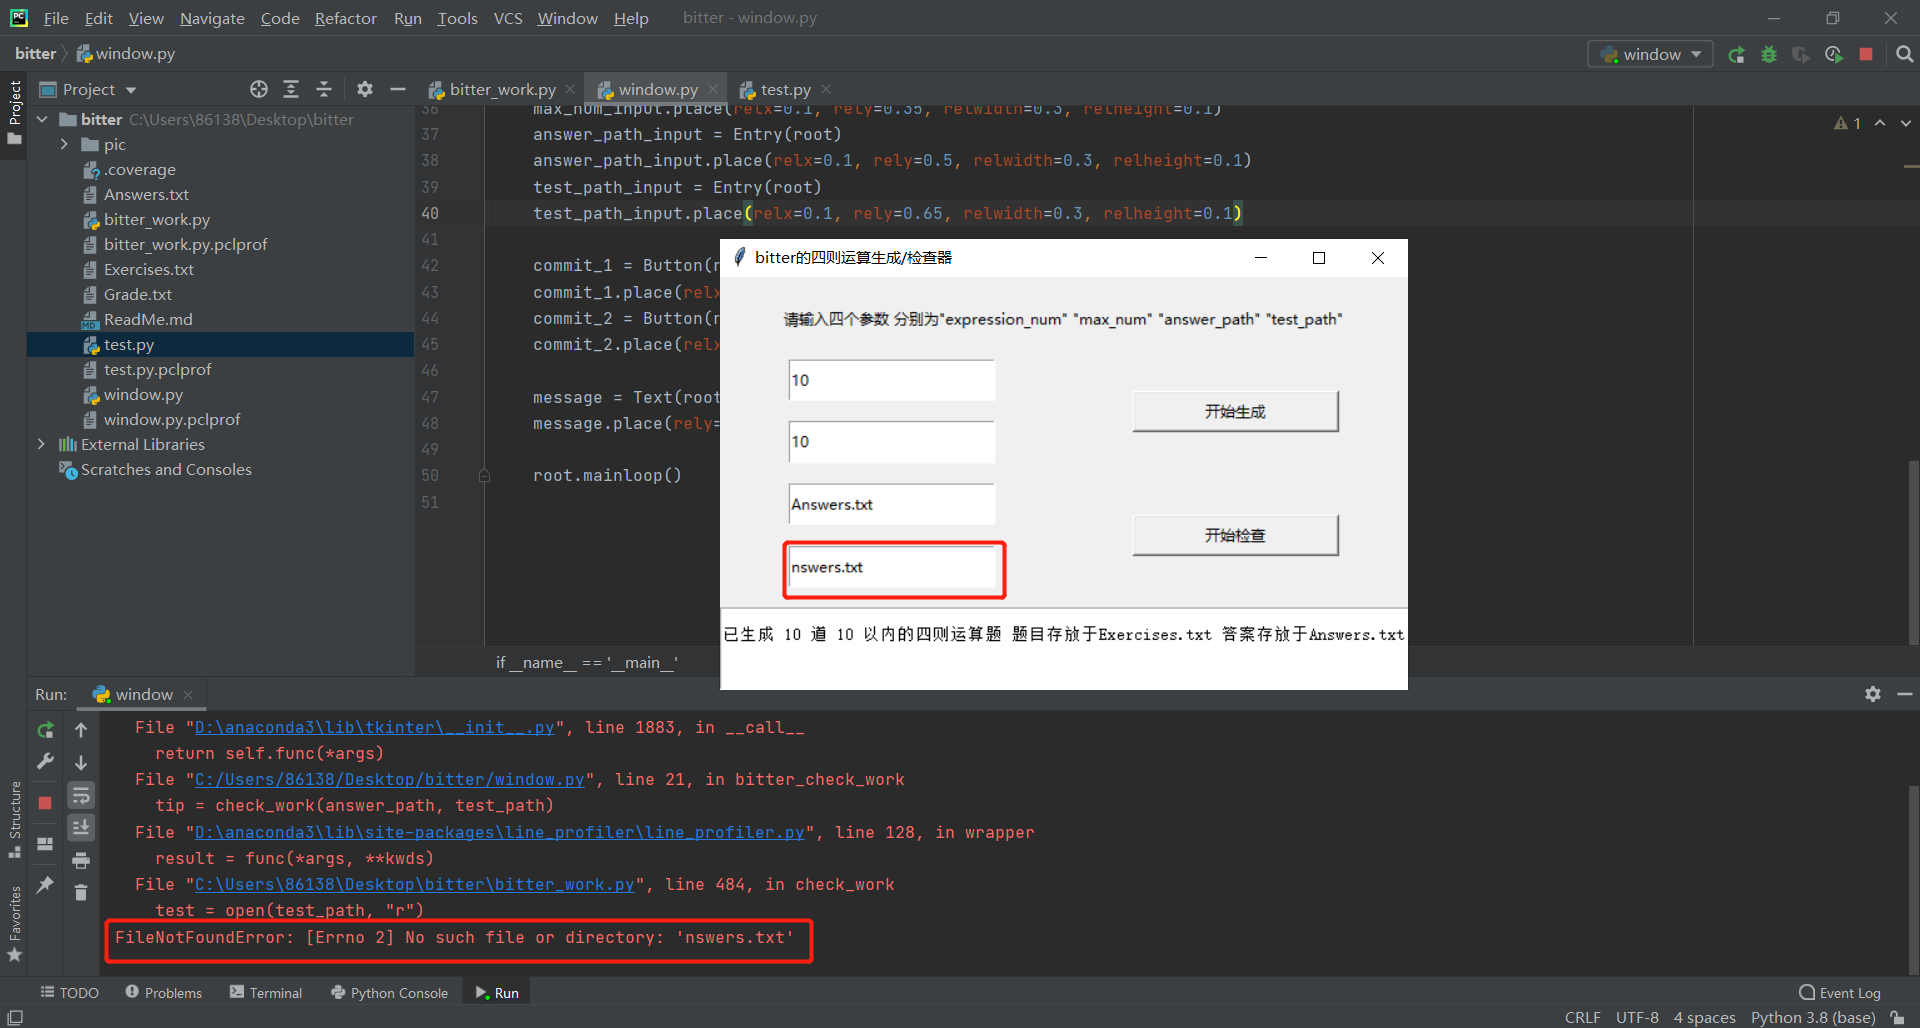 File Edit View Navigate Code Refactor Run Tools VCS Window Help bitter - window.py
bitter window.py
window
Project
Project
bitter_work.py
window.py
test.py
bitter C:\Users\86138\Desktop\bitter
pic
.coverage
Answers.txt
bitter_work.py
bitter_work.py.pclprof
Exercises.txt
Grade.txt
ReadMe.md
test.py
test.py.pclprof
window.py
window.py.pclprof
External Libraries
Scratches and Consoles
1
36 max_num_input.place(relx=0.1, rely=0.35, relwidth=0.3, relheight=0.1)
37 answer_path_input = Entry(root)
38 answer_path_input.place(relx=0.1, rely=0.5, relwidth=0.3, relheight=0.1)
39 test_path_input = Entry(root)
40 test_path_input.place(relx=0.1, rely=0.65, relwidth=0.3, relheight=0.1)
41
42 commit_1 = Button(r
43 commit_1.place(relx
44 commit_2 = Button(r
45 commit_2.place(relx
46
47 message = Text(root
48 message.place(rely=
49
50 root.mainloop()
51
if __name__ == '__main__'
bitter的四则运算生成/检查器
请输入四个参数 分别为"expression_num" "max_num" "answer_path" "test_path"
10
10
Answers.txt
nswers.txt
开始生成
开始检查
已生成 10 道 10 以内的四则运算题 题目存放于Exercises.txt 答案存放于Answers.txt
Run: window
File "D:\anaconda3\lib\tkinter\__init__.py", line 1883, in __call__
return self.func(*args)
File "C:/Users/86138/Desktop/bitter/window.py", line 21, in bitter_check_work
tip = check_work(answer_path, test_path)
File "D:\anaconda3\lib\site-packages\line_profiler\line_profiler.py", line 128, in wrapper
result = func(*args, **kwds)
File "C:\Users\86138\Desktop\bitter\bitter_work.py", line 484, in check_work
test = open(test_path, "r")
FileNotFoundError: [Errno 2] No such file or directory: 'nswers.txt'
Structure
Favorites
TODO Problems Terminal Python Console Run Event Log
CRLF UTF-8 4 spaces Python 3.8 (base)